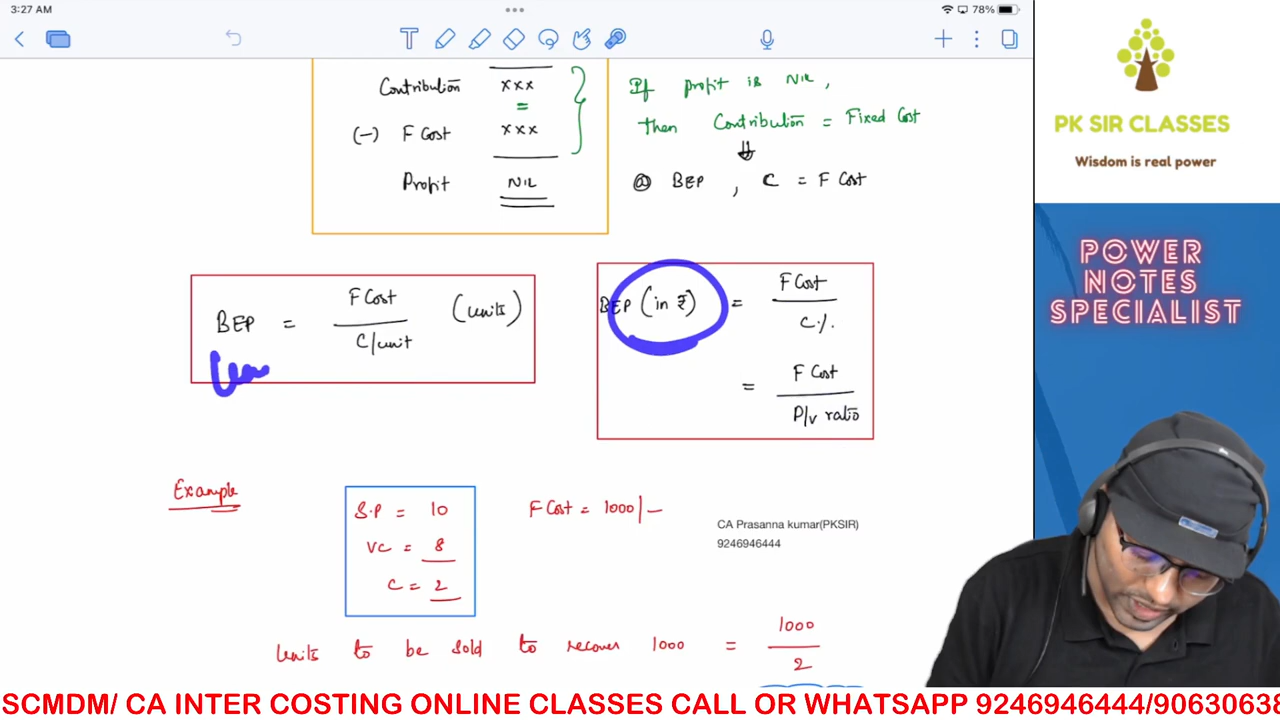 3:27 AM
78%
T
Contribution xxx
=
(-) F Cost xxx
Profit NIL
If profit is NIL,
then Contribution = Fixed Cost
⇓
@ BEP, C = F Cost
BEP = F Cost / C/unit (units)
BEP (in ₹) = F Cost / C%.
= F Cost / P/v ratio
Example
S.P = 10
VC = 8
C = 2
F Cost = 1000/-
CA Prasanna kumar(PKSIR)
9246946444
Units to be sold to recover 1000 = 1000 / 2
PK SIR CLASSES
Wisdom is real power
POWER
NOTES
SPECIALIST
SCMDM/ CA INTER COSTING ONLINE CLASSES CALL OR WHATSAPP 9246946444/9063063